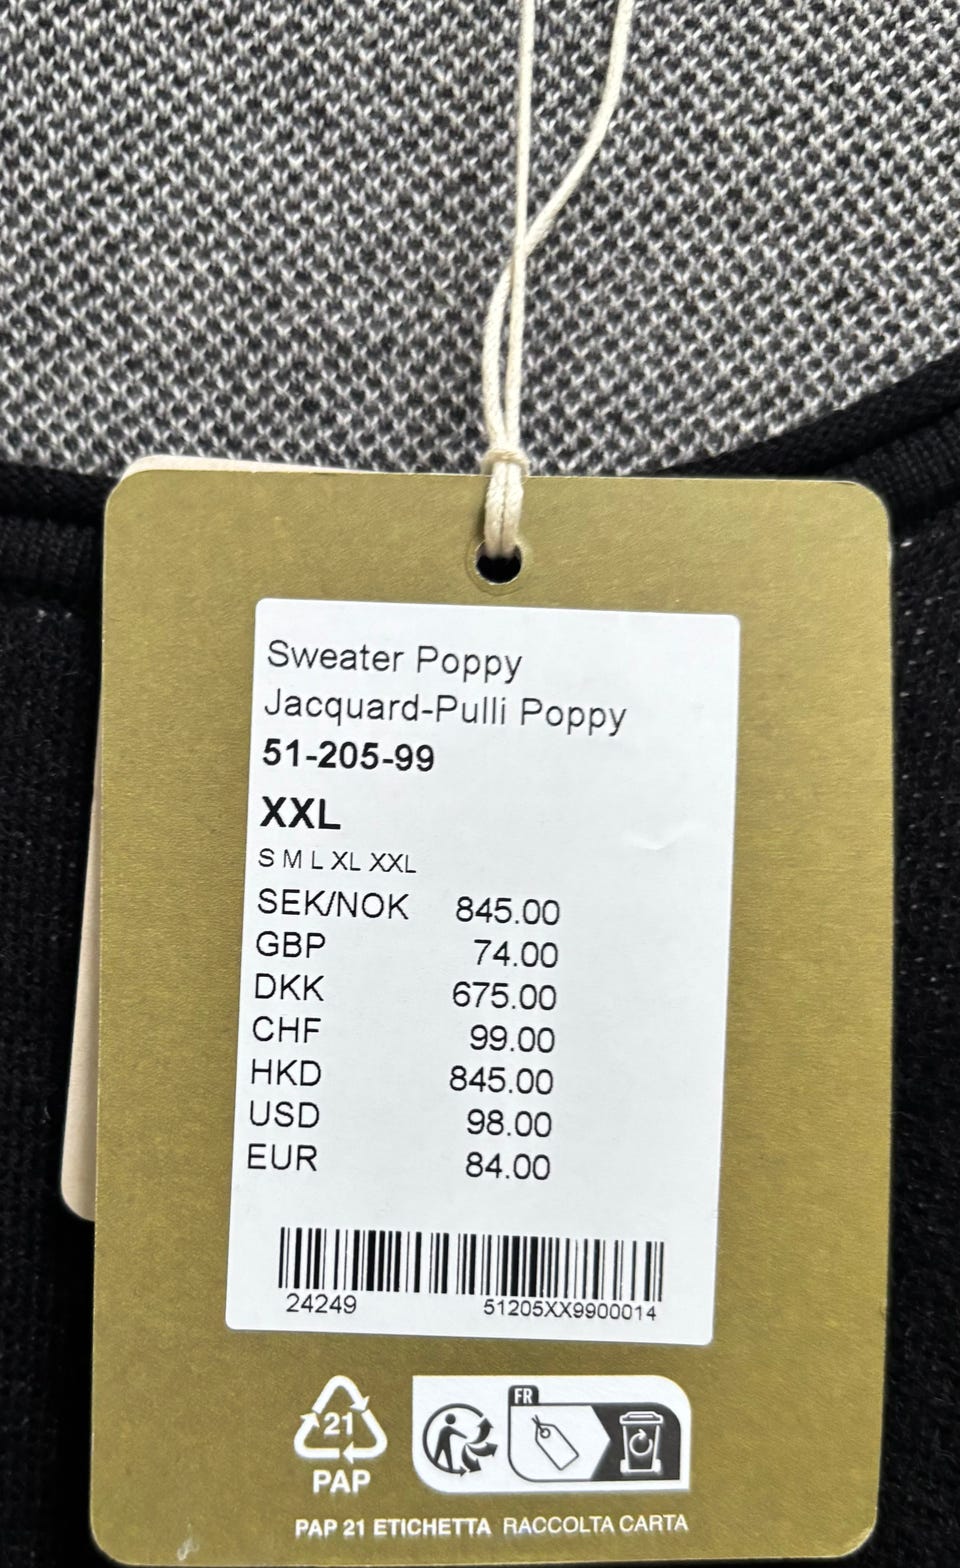 Sweater Poppy
Jacquard-Pulli Poppy
51-205-99
XXL
S M L XL XXL
SEK/NOK 845.00
GBP 74.00
DKK 675.00
CHF 99.00
HKD 845.00
USD 98.00
EUR 84.00
24249 51205XX9900014
FR
21
PAP
PAP 21 ETICHETTA RACCOLTA CARTA